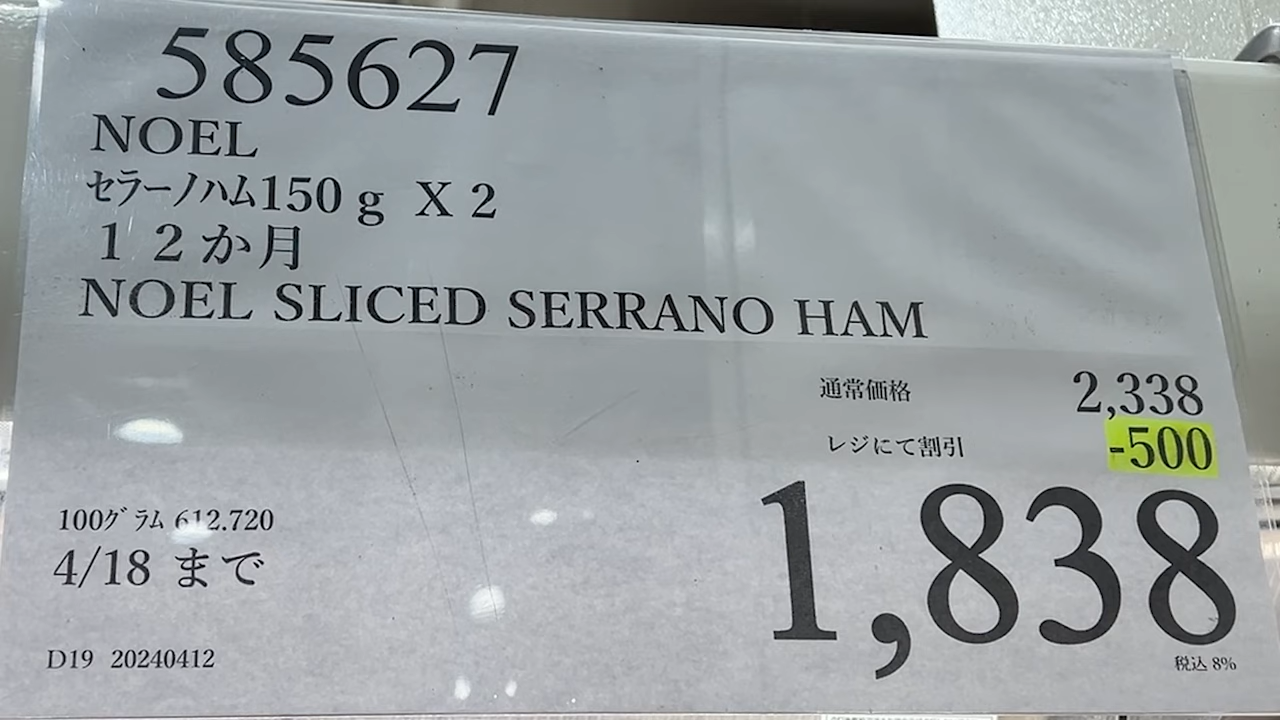 585627
NOEL
ｾﾗｰﾉﾊﾑ150ｇ Ｘ２
１２か月
NOEL SLICED SERRANO HAM
通常価格 2,338
レジにて割引 -500
1,838
100ｸﾞﾗﾑ 612.720
4/18 まで
D19 20240412
税込 8%